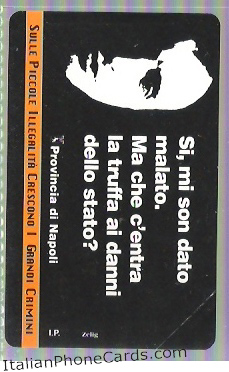 Si, mi son dato
malato.
Ma che c'entra
la truffa ai danni
dello stato?
Provincia di Napoli
SULLE PICCOLE ILLEGALITÀ CRESCONO I GRANDI CRIMINI
I.P.
Zelig
ItalianPhoneCards.com